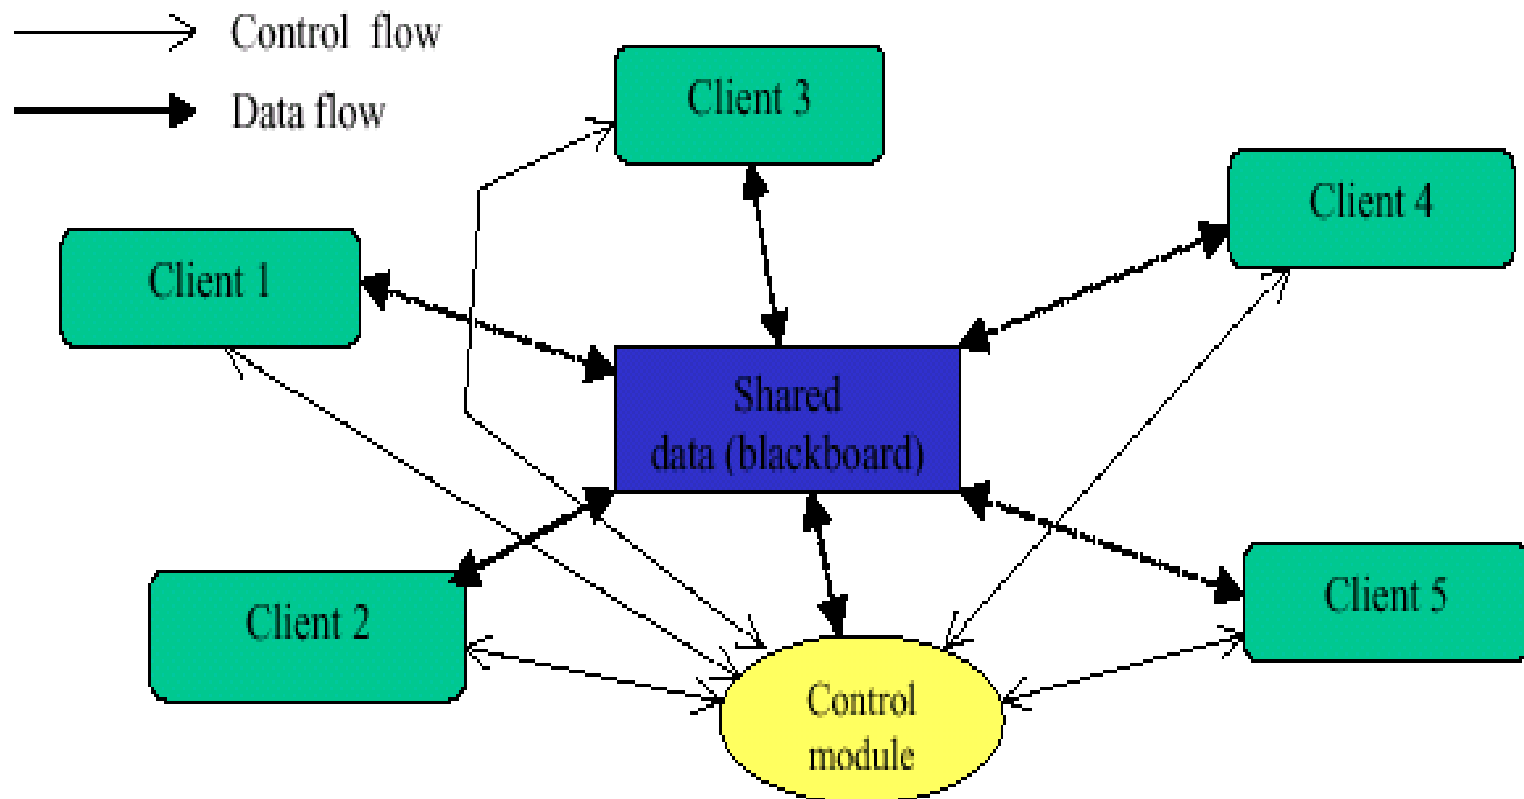 Control flow
Data flow
Client 3
Client 4
Client 1
Shared
data (blackboard)
Client 2
Client 5
Control
module